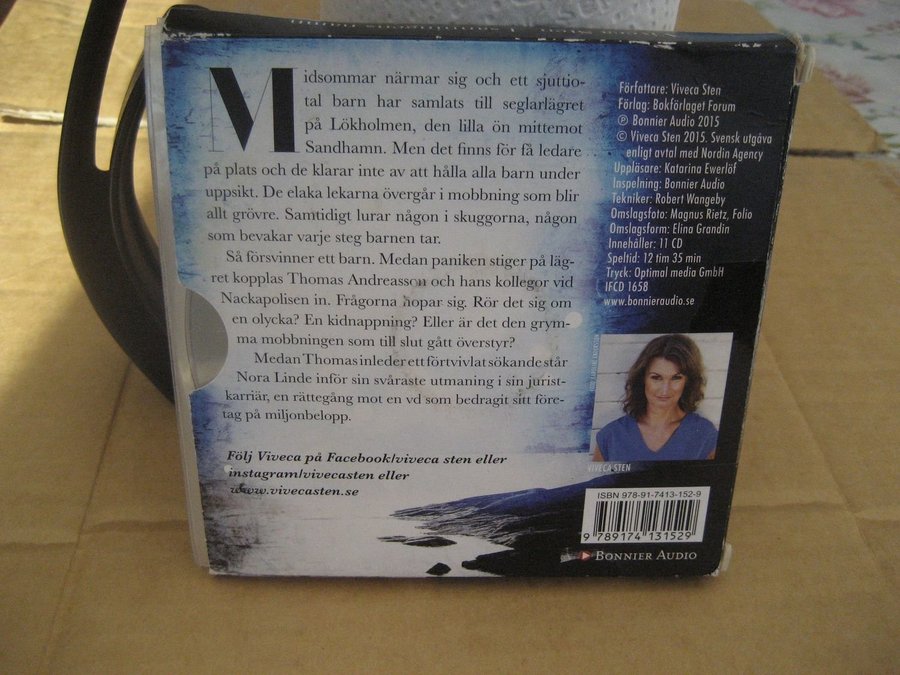 Midsommar närmar sig och ett sjuttio-
tal barn har samlats till seglarlägret
på Lökholmen, den lilla ön mittemot
Sandhamn. Men det finns för få ledare
på plats och de klarar inte av att hålla alla barn under
uppsikt. De elaka lekarna övergår i mobbning som blir
allt grövre. Samtidigt lurar någon i skuggorna, någon
som bevakar varje steg barnen tar.
Så försvinner ett barn. Medan paniken stiger på läg-
ret kopplas Thomas Andreasson och hans kollegor vid
Nackapolisen in. Frågorna hopar sig. Rör det sig om
en olycka? En kidnappning? Eller är det den grym-
ma mobbningen som till slut gått överstyr?
Medan Thomas inleder ett förtvivlat sökande står
Nora Linde inför sin svåraste utmaning i sin jurist-
karriär, en rättegång mot en vd som bedragit sitt före-
tag på miljonbelopp.
Följ Viveca på Facebook/viveca sten eller
instagram/vivecasten eller
www.vivecasten.se
Författare: Viveca Sten
Förlag: Bokförlaget Forum
℗ Bonnier Audio 2015
© Viveca Sten 2015. Svensk utgåva
enligt avtal med Nordin Agency
Uppläsare: Katarina Ewerlöf
Inspelning: Bonnier Audio
Tekniker: Robert Wangeby
Omslagsfoto: Magnus Rietz, Folio
Omslagsform: Elina Grandin
Innehåller: 11 CD
Speltid: 12 tim 35 min
Tryck: Optimal media GmbH
IFCD 1658
www.bonnieraudio.se
VIVECA STEN
ISBN 978-91-7413-152-9
9 789174 131529
BONNIER AUDIO